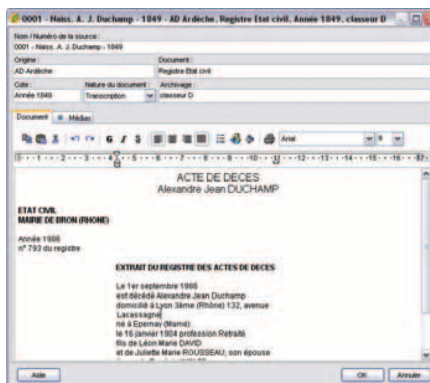 0001 - Naiss. A. J. Duchamp - 1849 - AD Ardèche, Registre Etat civil, Année 1849, classeur D
Nom / Numéro de la source :
0001 - Naiss. A. J. Duchamp - 1849
Origine : Document :
AD Ardèche Registre Etat civil
Cote : Nature du document : Archivage :
Année 1849 Transcription classeur D
Document Médias
G I S Arial 9
ACTE DE DECES
Alexandre Jean DUCHAMP
ETAT CIVIL
MAIRIE DE BRON (RHONE)
Année 1986
n° 793 du registre
EXTRAIT DU REGISTRE DES ACTES DE DECES
Le 1er septembre 1986
est décédé Alexandre Jean Duchamp
domicilié à Lyon 3ème (Rhône) 132, avenue
Lacassagne
né à Epernay (Marne)
le 16 janvier 1904 profession Retraité
fils de Léon Marie DAVID
et de Juliette Marie ROUSSEAU, son épouse
Aide OK Annuler